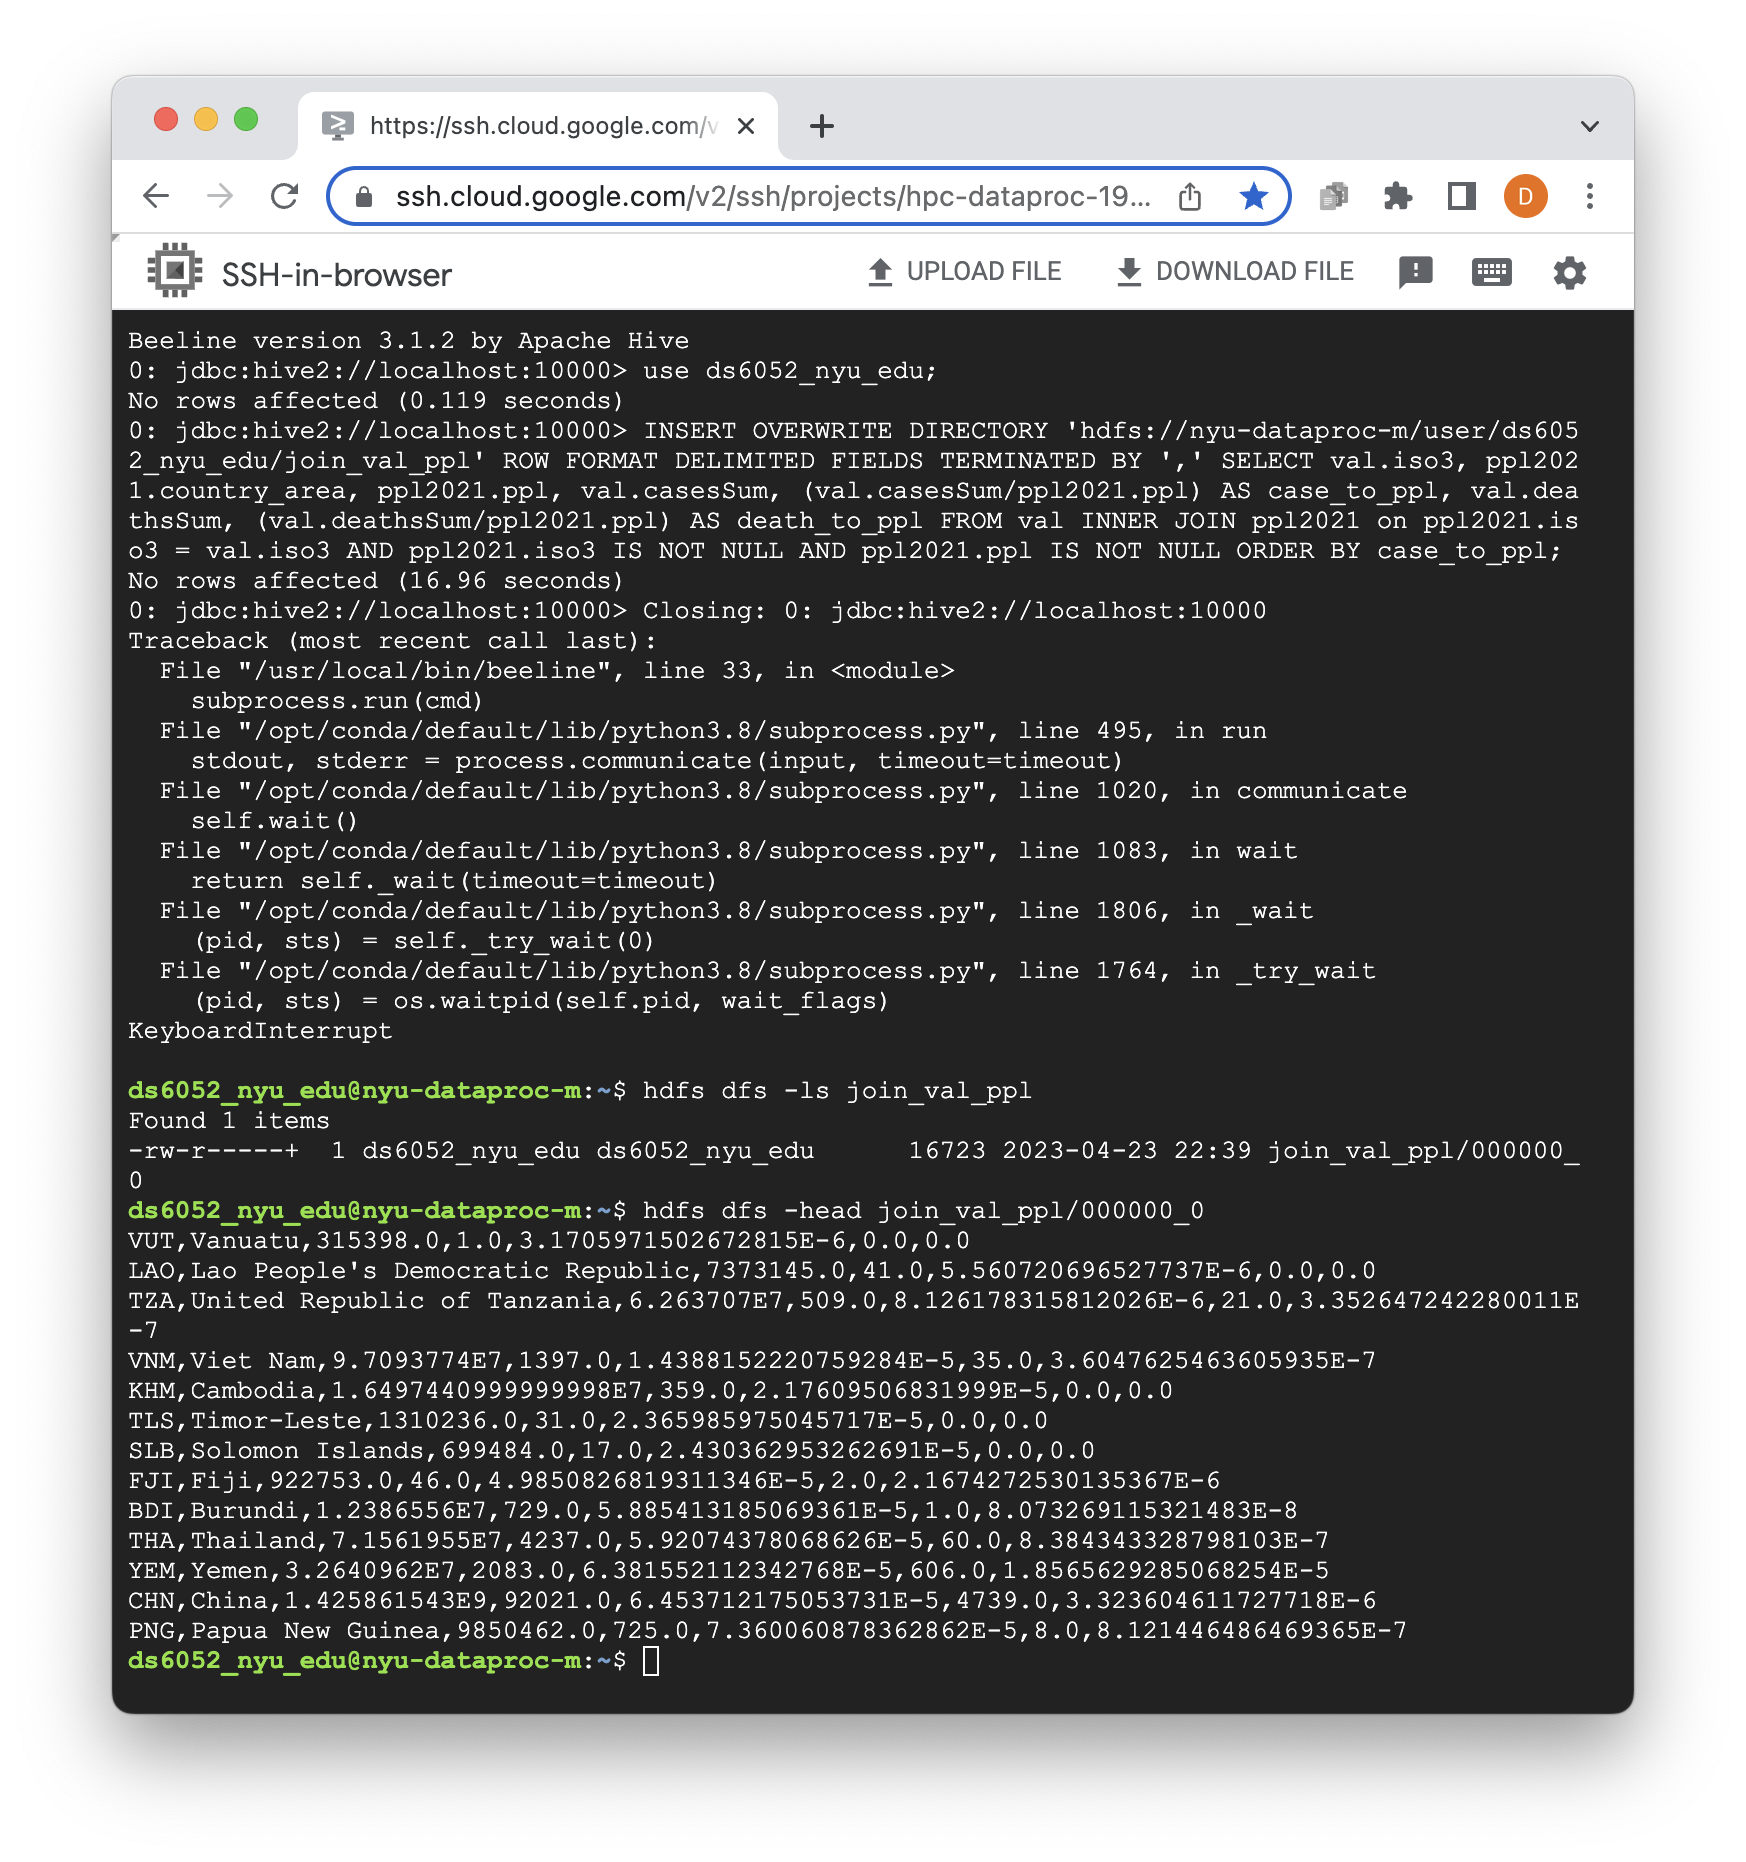 https://ssh.cloud.google.com/v
ssh.cloud.google.com/v2/ssh/projects/hpc-dataproc-19...
D
SSH-in-browser
UPLOAD FILE
DOWNLOAD FILE
Beeline version 3.1.2 by Apache Hive
0: jdbc:hive2://localhost:10000> use ds6052_nyu_edu;
No rows affected (0.119 seconds)
0: jdbc:hive2://localhost:10000> INSERT OVERWRITE DIRECTORY 'hdfs://nyu-dataproc-m/user/ds605
2_nyu_edu/join_val_ppl' ROW FORMAT DELIMITED FIELDS TERMINATED BY ',' SELECT val.iso3, ppl202
1.country_area, ppl2021.ppl, val.casesSum, (val.casesSum/ppl2021.ppl) AS case_to_ppl, val.dea
thsSum, (val.deathsSum/ppl2021.ppl) AS death_to_ppl FROM val INNER JOIN ppl2021 on ppl2021.is
o3 = val.iso3 AND ppl2021.iso3 IS NOT NULL AND ppl2021.ppl IS NOT NULL ORDER BY case_to_ppl;
No rows affected (16.96 seconds)
0: jdbc:hive2://localhost:10000> Closing: 0: jdbc:hive2://localhost:10000
Traceback (most recent call last):
  File "/usr/local/bin/beeline", line 33, in <module>
    subprocess.run(cmd)
  File "/opt/conda/default/lib/python3.8/subprocess.py", line 495, in run
    stdout, stderr = process.communicate(input, timeout=timeout)
  File "/opt/conda/default/lib/python3.8/subprocess.py", line 1020, in communicate
    self.wait()
  File "/opt/conda/default/lib/python3.8/subprocess.py", line 1083, in wait
    return self._wait(timeout=timeout)
  File "/opt/conda/default/lib/python3.8/subprocess.py", line 1806, in _wait
    (pid, sts) = self._try_wait(0)
  File "/opt/conda/default/lib/python3.8/subprocess.py", line 1764, in _try_wait
    (pid, sts) = os.waitpid(self.pid, wait_flags)
KeyboardInterrupt
ds6052_nyu_edu@nyu-dataproc-m:~$ hdfs dfs -ls join_val_ppl
Found 1 items
-rw-r-----+  1 ds6052_nyu_edu ds6052_nyu_edu      16723 2023-04-23 22:39 join_val_ppl/000000_
0
ds6052_nyu_edu@nyu-dataproc-m:~$ hdfs dfs -head join_val_ppl/000000_0
VUT,Vanuatu,315398.0,1.0,3.1705971502672815E-6,0.0,0.0
LAO,Lao People's Democratic Republic,7373145.0,41.0,5.560720696527737E-6,0.0,0.0
TZA,United Republic of Tanzania,6.263707E7,509.0,8.126178315812026E-6,21.0,3.352647242280011E
-7
VNM,Viet Nam,9.7093774E7,1397.0,1.4388152220759284E-5,35.0,3.6047625463605935E-7
KHM,Cambodia,1.6497440999999998E7,359.0,2.17609506831999E-5,0.0,0.0
TLS,Timor-Leste,1310236.0,31.0,2.365985975045717E-5,0.0,0.0
SLB,Solomon Islands,699484.0,17.0,2.430362953262691E-5,0.0,0.0
FJI,Fiji,922753.0,46.0,4.9850826819311346E-5,2.0,2.1674272530135367E-6
BDI,Burundi,1.2386556E7,729.0,5.885413185069361E-5,1.0,8.073269115321483E-8
THA,Thailand,7.1561955E7,4237.0,5.92074378068626E-5,60.0,8.384343328798103E-7
YEM,Yemen,3.2640962E7,2083.0,6.381552112342768E-5,606.0,1.8565629285068254E-5
CHN,China,1.425861543E9,92021.0,6.453712175053731E-5,4739.0,3.323604611727718E-6
PNG,Papua New Guinea,9850462.0,725.0,7.360060878362862E-5,8.0,8.121446486469365E-7
ds6052_nyu_edu@nyu-dataproc-m:~$